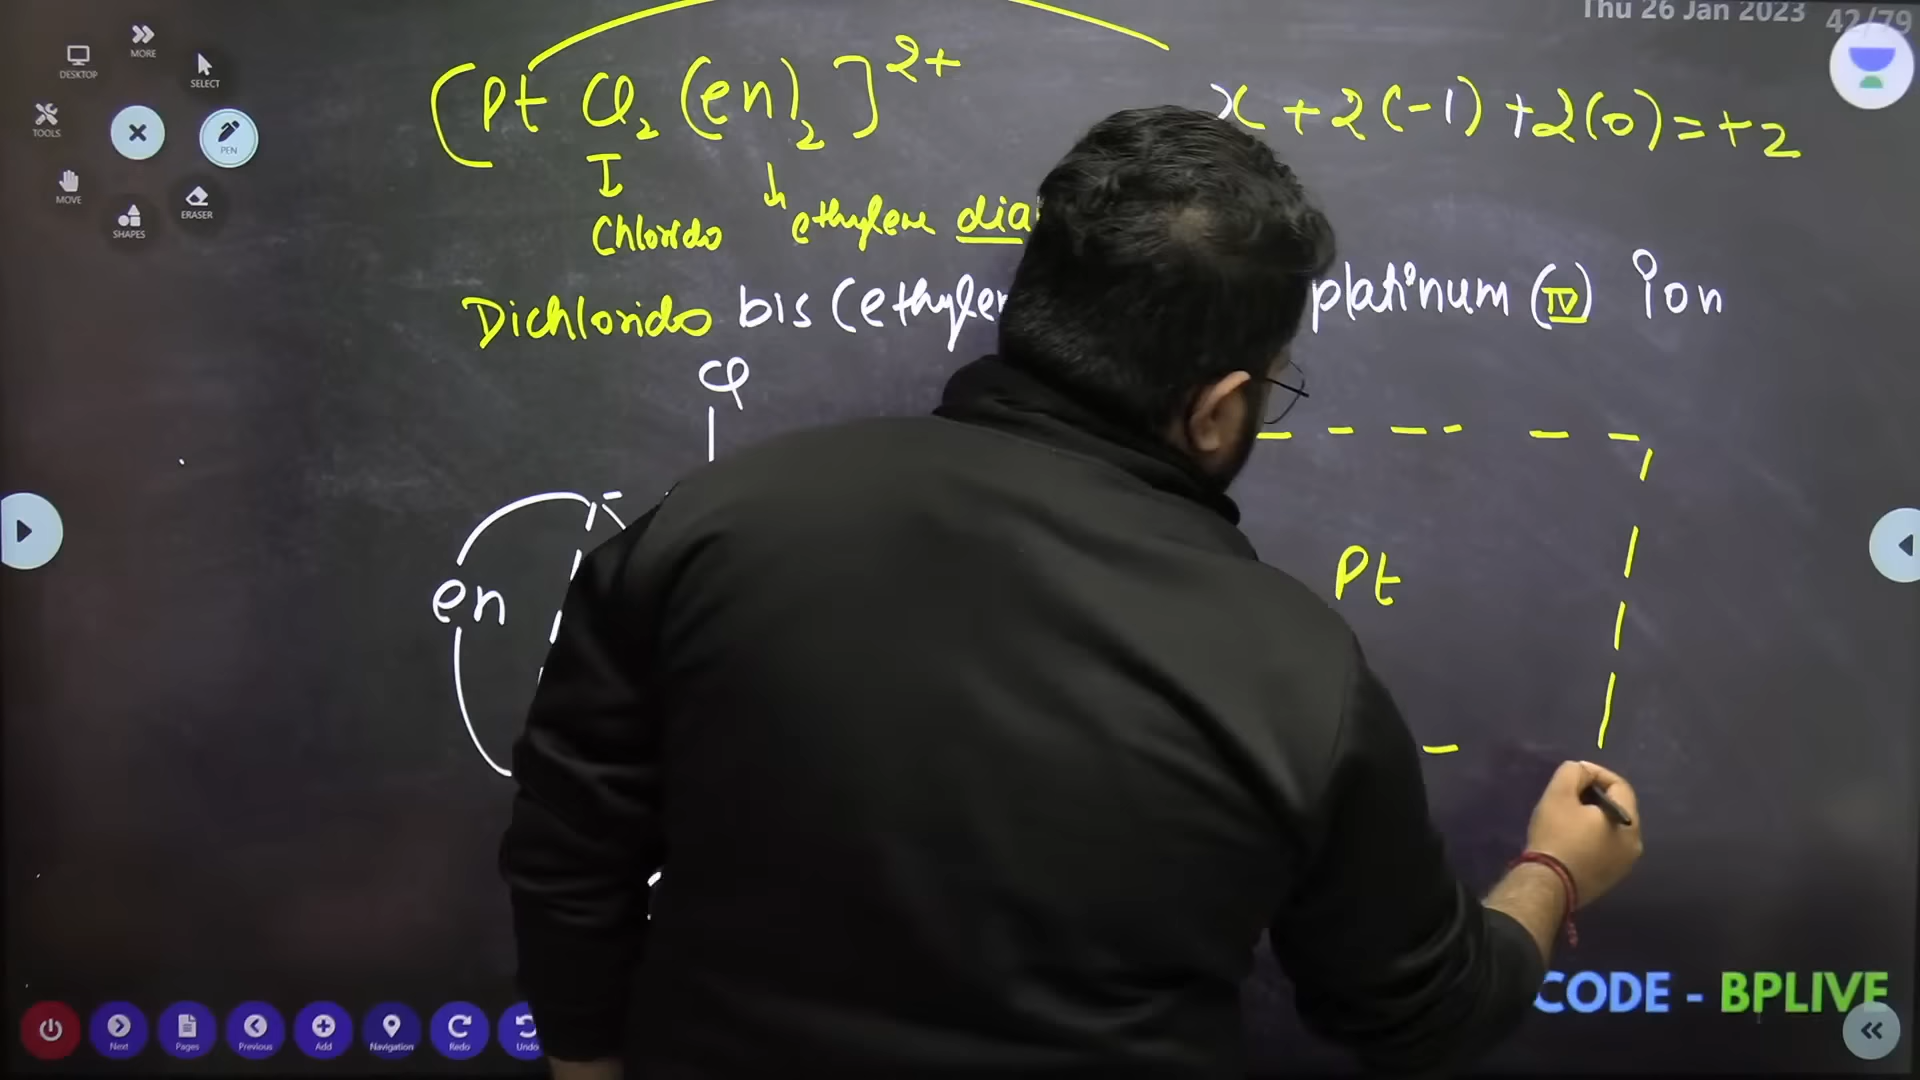 Thu 26 Jan 2023 42/79
MORE
DESKTOP
SELECT
TOOLS
PEN
MOVE
ERASER
SHAPES
[Pt Cl₂ (en)₂]²⁺
x + 2(-1) + 2(0) = +2
Chlorido
ethylene dia
Dichlorido bis (ethylen platinum (IV) ion
Cl
en
Pt
CODE - BPLIVE
Next
Pages
Previous
Add
Navigation
Redo
Undo